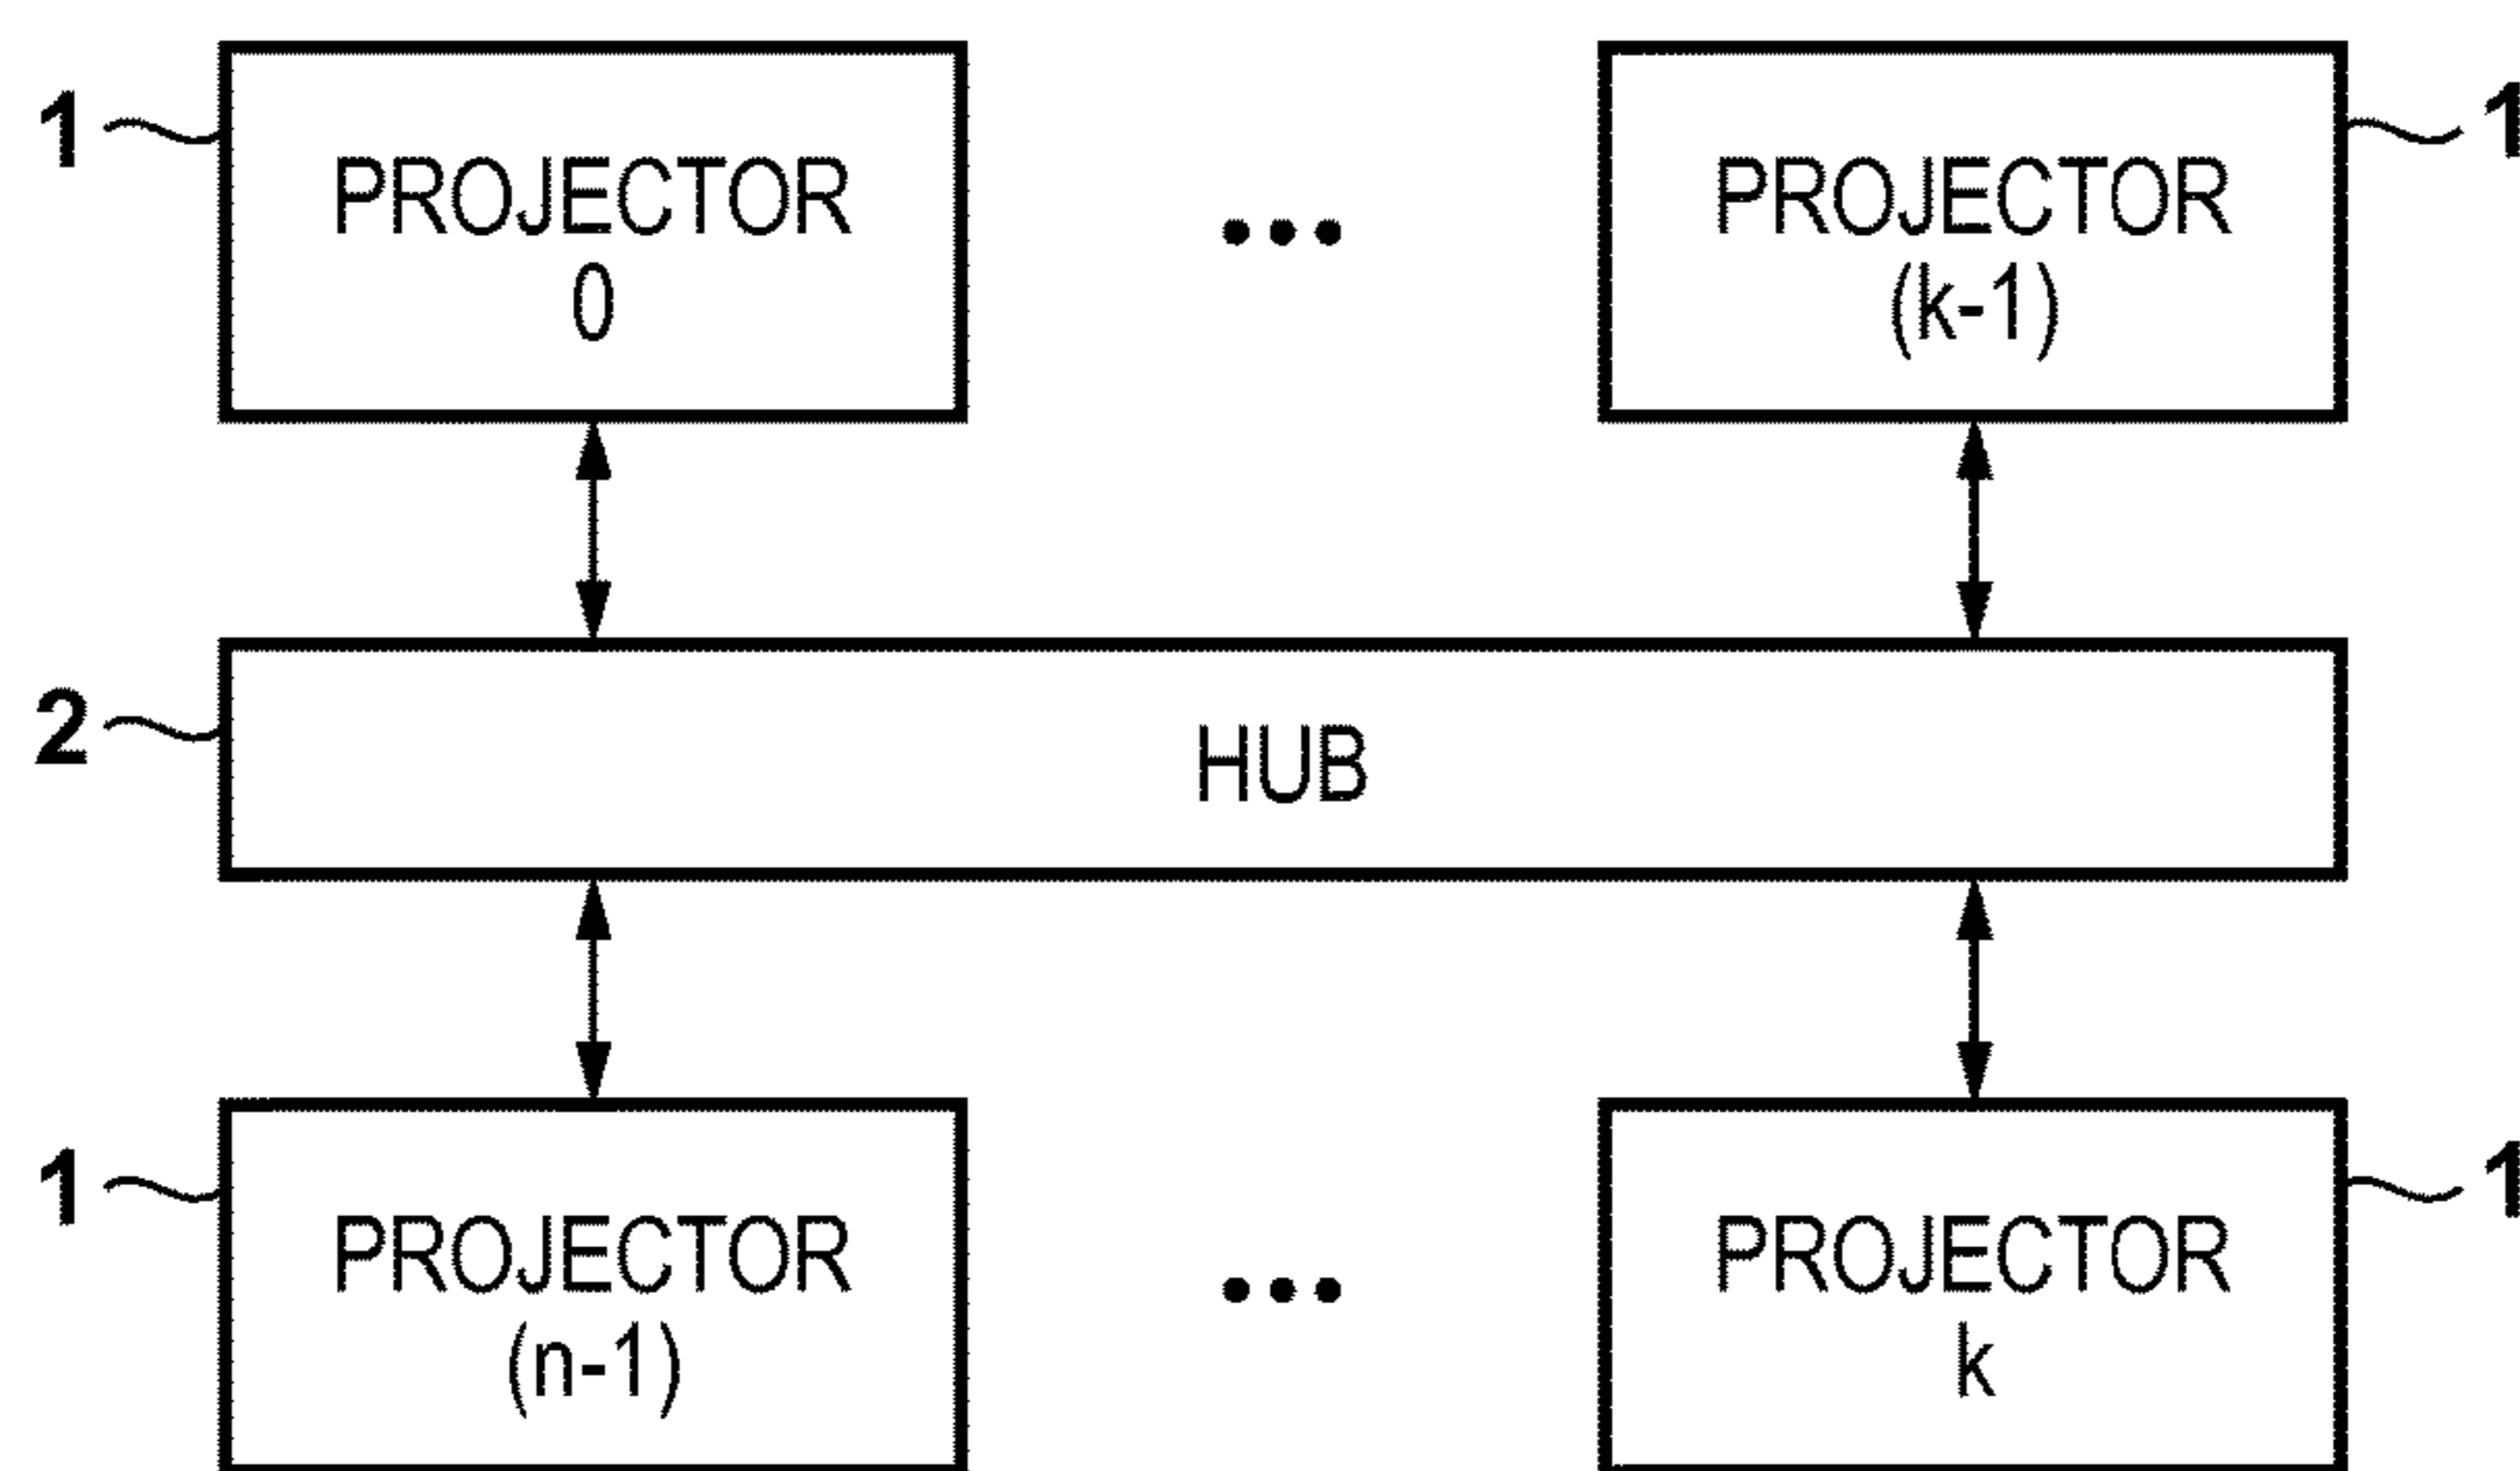 1
PROJECTOR
0
...
PROJECTOR
(k-1)
1
2
HUB
1
PROJECTOR
(n-1)
...
PROJECTOR
k
1